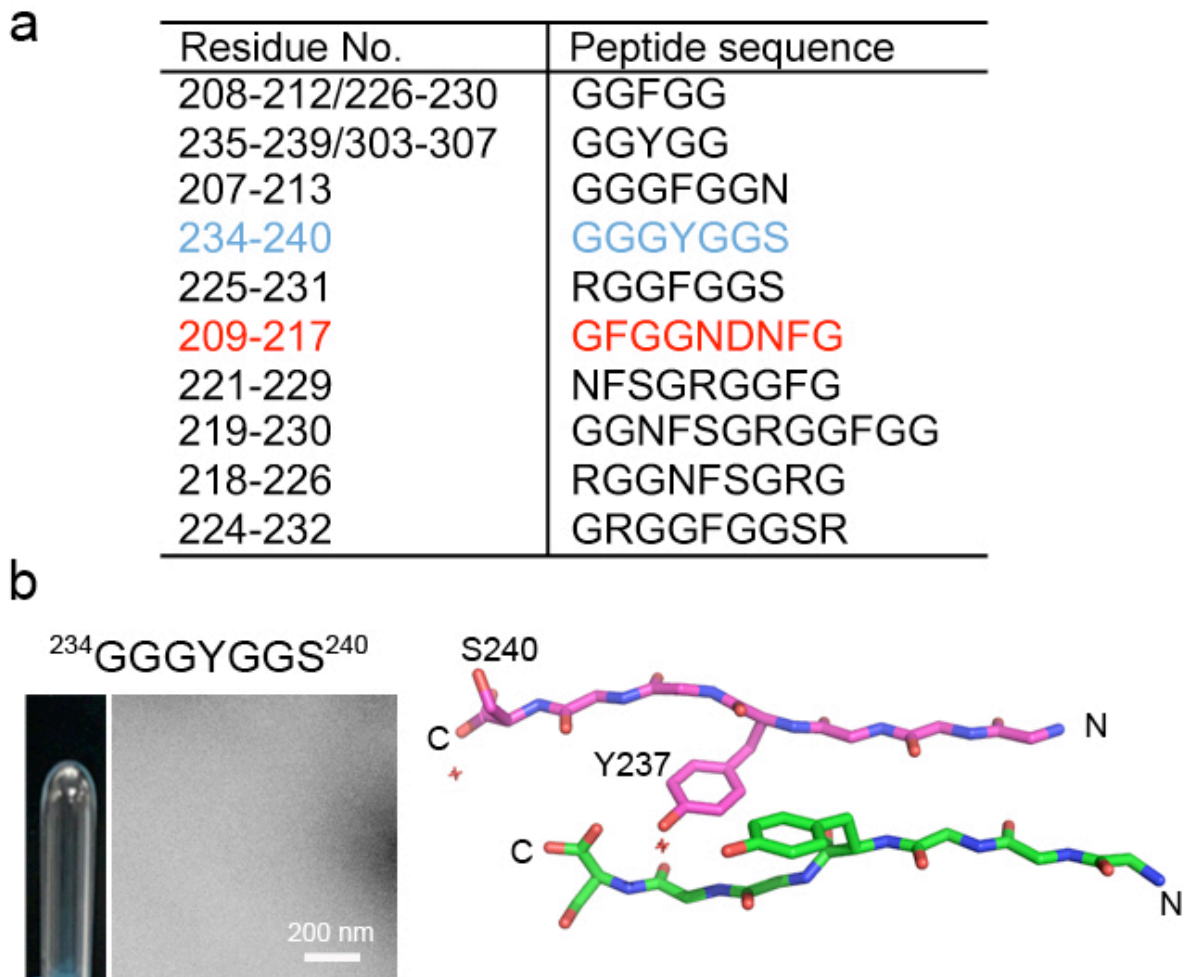 a
Residue No. Peptide sequence
208-212/226-230 GGFGG
235-239/303-307 GGYGG
207-213 GGGFGGN
234-240 GGGYGGS
225-231 RGGFGGS
209-217 GFGGNDNFG
221-229 NFSGRGGFG
219-230 GGNFSGRGGFGG
218-226 RGGNFSGRG
224-232 GRGGFGGSR
b
²³⁴GGGYGGS²⁴⁰
S240
C
N
Y237
C
N
200 nm